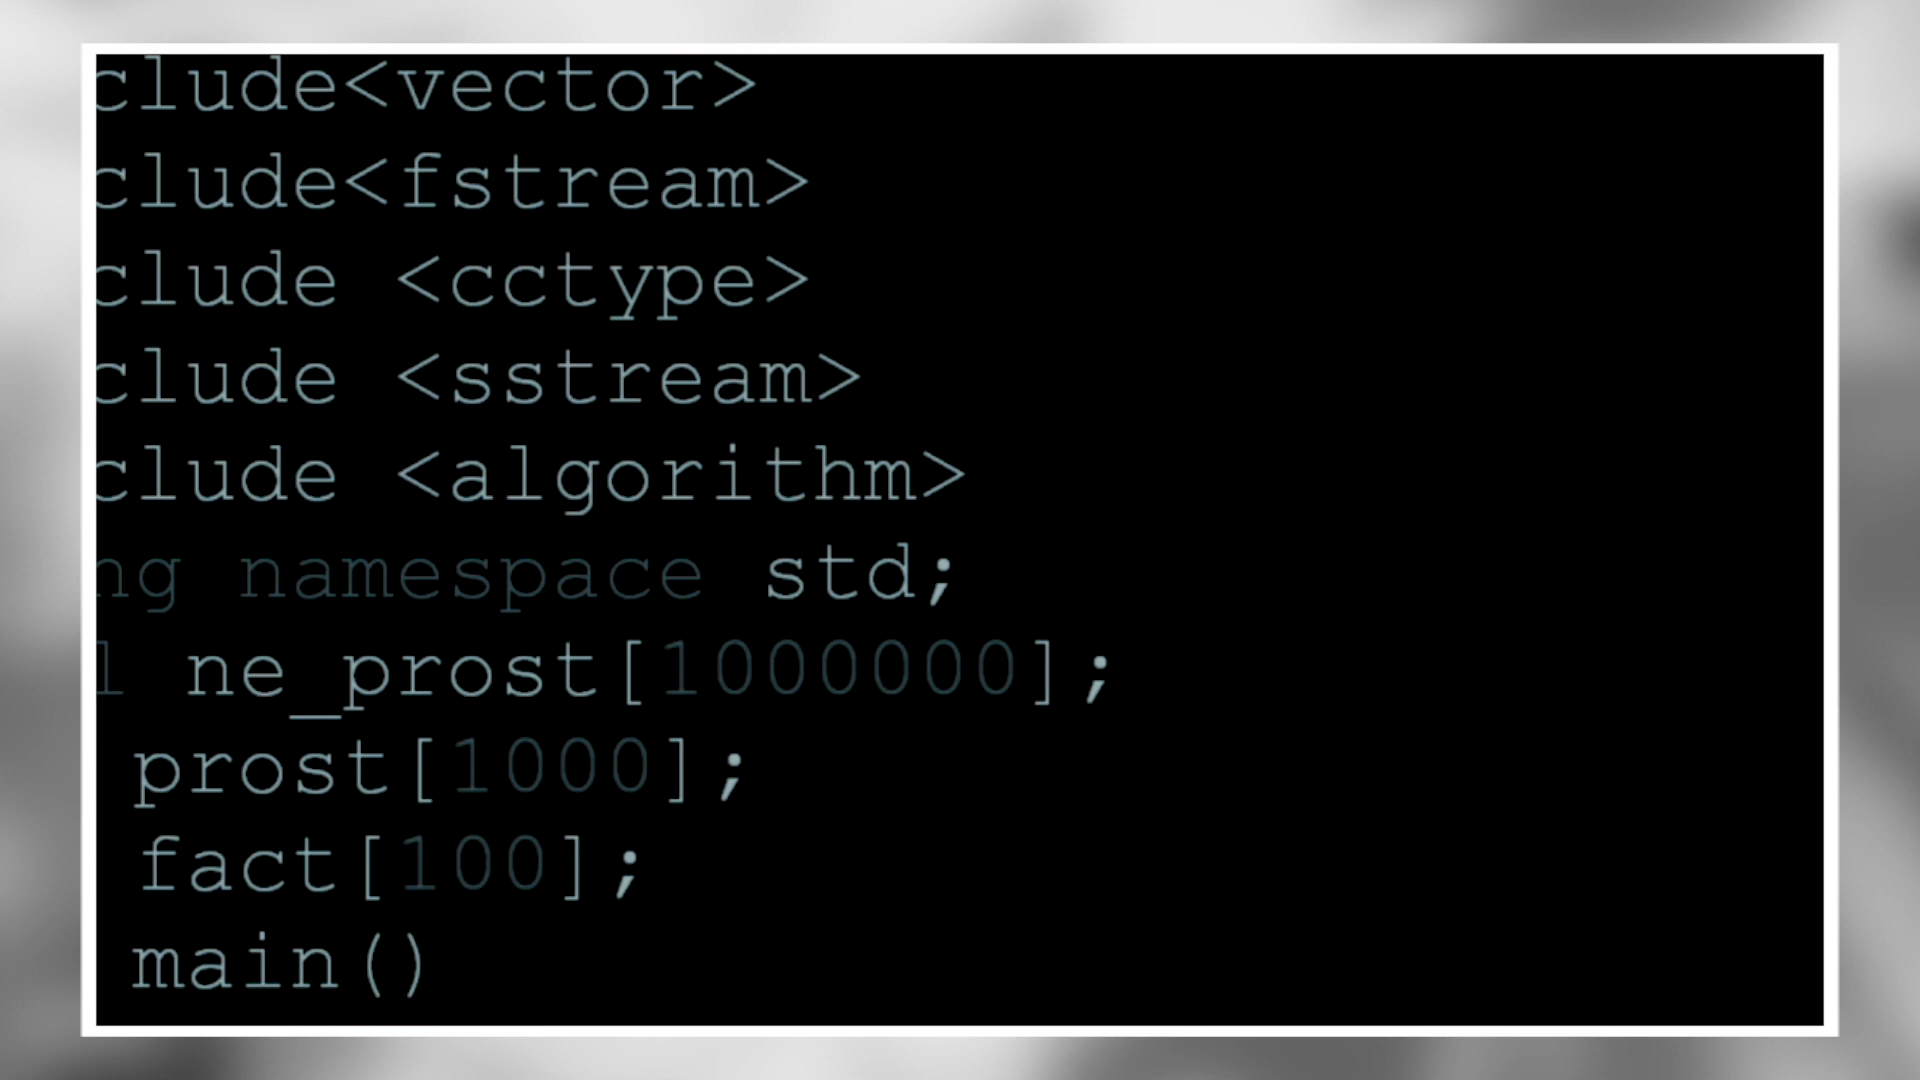 clude<vector>
clude<fstream>
clude <cctype>
clude <sstream>
clude <algorithm>
ng namespace std;
l ne_prost[1000000];
prost[1000];
fact[100];
main()